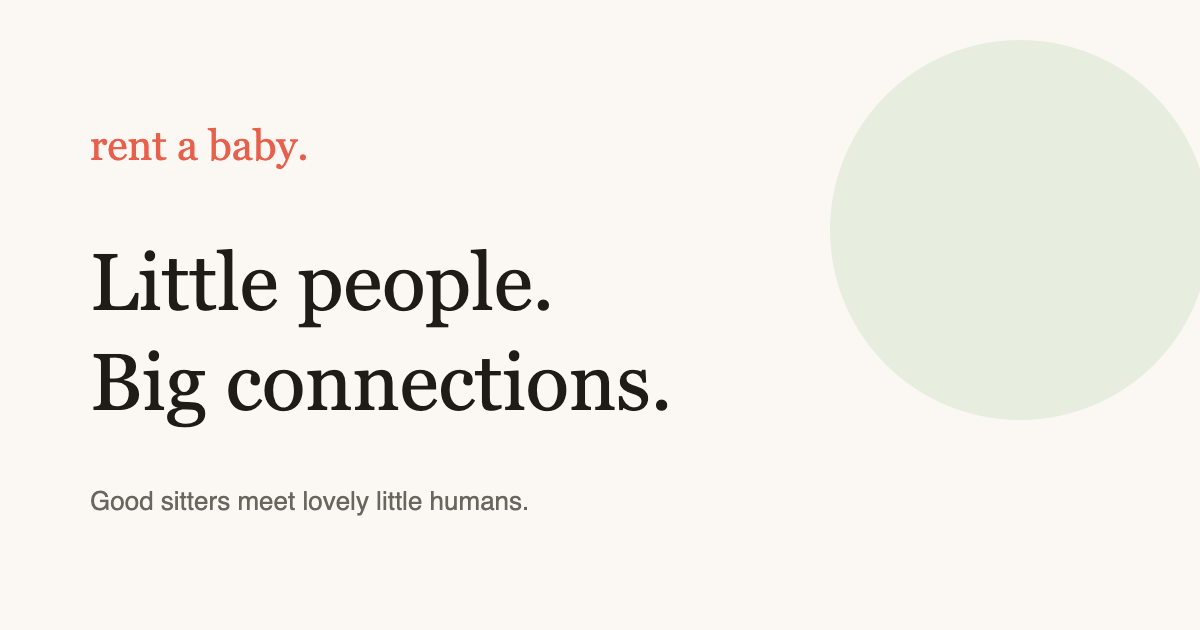 rent a baby.
Little people.
Big connections.
Good sitters meet lovely little humans.